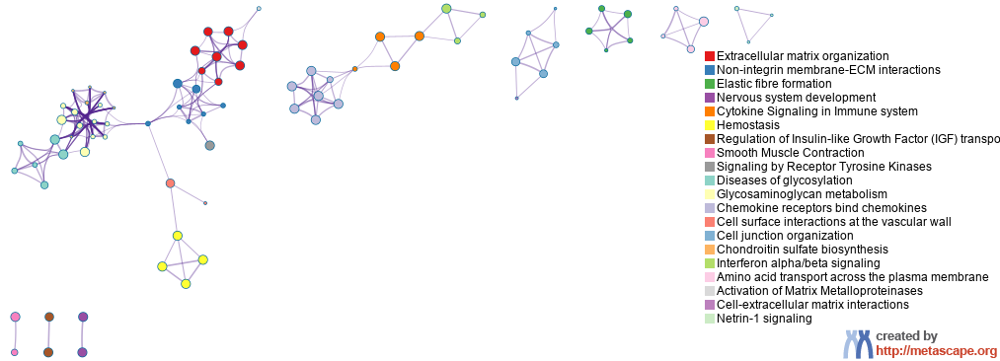 Extracellular matrix organization
Non-integrin membrane-ECM interactions
Elastic fibre formation
Nervous system development
Cytokine Signaling in Immune system
Hemostasis
Regulation of Insulin-like Growth Factor (IGF) transpo
Smooth Muscle Contraction
Signaling by Receptor Tyrosine Kinases
Diseases of glycosylation
Glycosaminoglycan metabolism
Chemokine receptors bind chemokines
Cell surface interactions at the vascular wall
Cell junction organization
Chondroitin sulfate biosynthesis
Interferon alpha/beta signaling
Amino acid transport across the plasma membrane
Activation of Matrix Metalloproteinases
Cell-extracellular matrix interactions
Netrin-1 signaling
created by
http://metascape.org